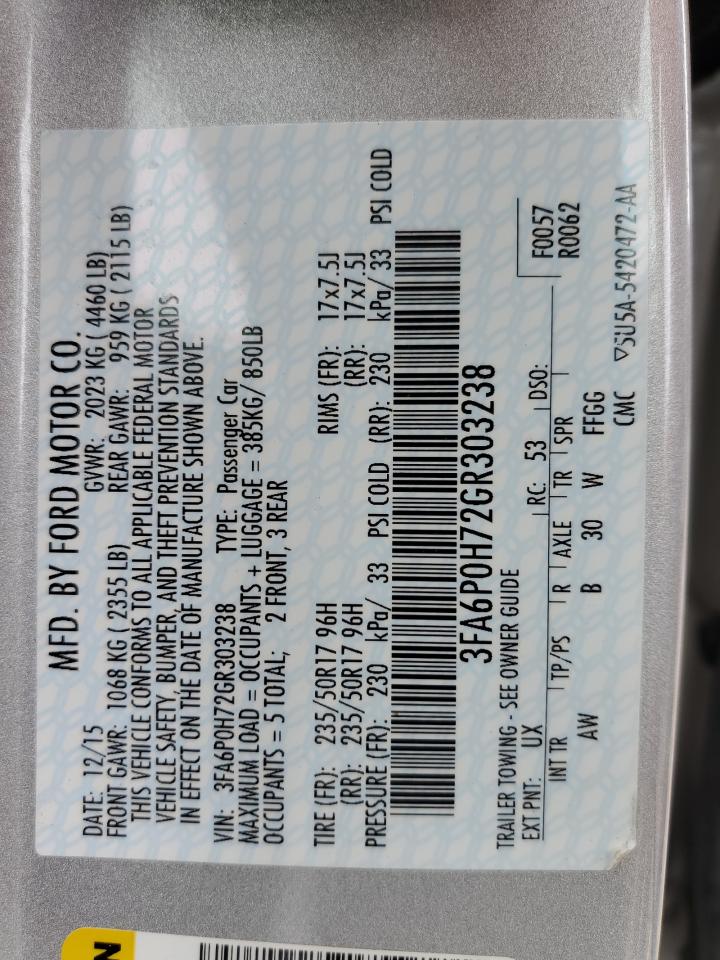 MFD. BY FORD MOTOR CO.
DATE: 12/15 GVWR: 2023 KG ( 4460 LB)
FRONT GAWR: 1068 KG ( 2355 LB) REAR GAWR: 959 KG ( 2115 LB)
THIS VEHICLE CONFORMS TO ALL APPLICABLE FEDERAL MOTOR
VEHICLE SAFETY, BUMPER, AND THEFT PREVENTION STANDARDS
IN EFFECT ON THE DATE OF MANUFACTURE SHOWN ABOVE.
VIN: 3FA6P0H72GR303238 TYPE: Passenger Car
MAXIMUM LOAD = OCCUPANTS + LUGGAGE = 385KG/ 850LB
OCCUPANTS = 5 TOTAL; 2 FRONT, 3 REAR
TIRE (FR): 235/50R17 96H RIMS (FR): 17x7.5J
(RR): 235/50R17 96H (RR): 17x7.5J
PRESSURE (FR): 230 kPa/ 33 PSI COLD (RR): 230 kPa/ 33 PSI COLD
3FA6P0H72GR303238
TRAILER TOWING - SEE OWNER GUIDE
EXT PNT: UX RC: 53 DSO:
F0057
R0062
INT TR TP/PS R AXLE TR SPR
AW B 30 W FFGG
CMC ▽5U5A-5420472-AA
N